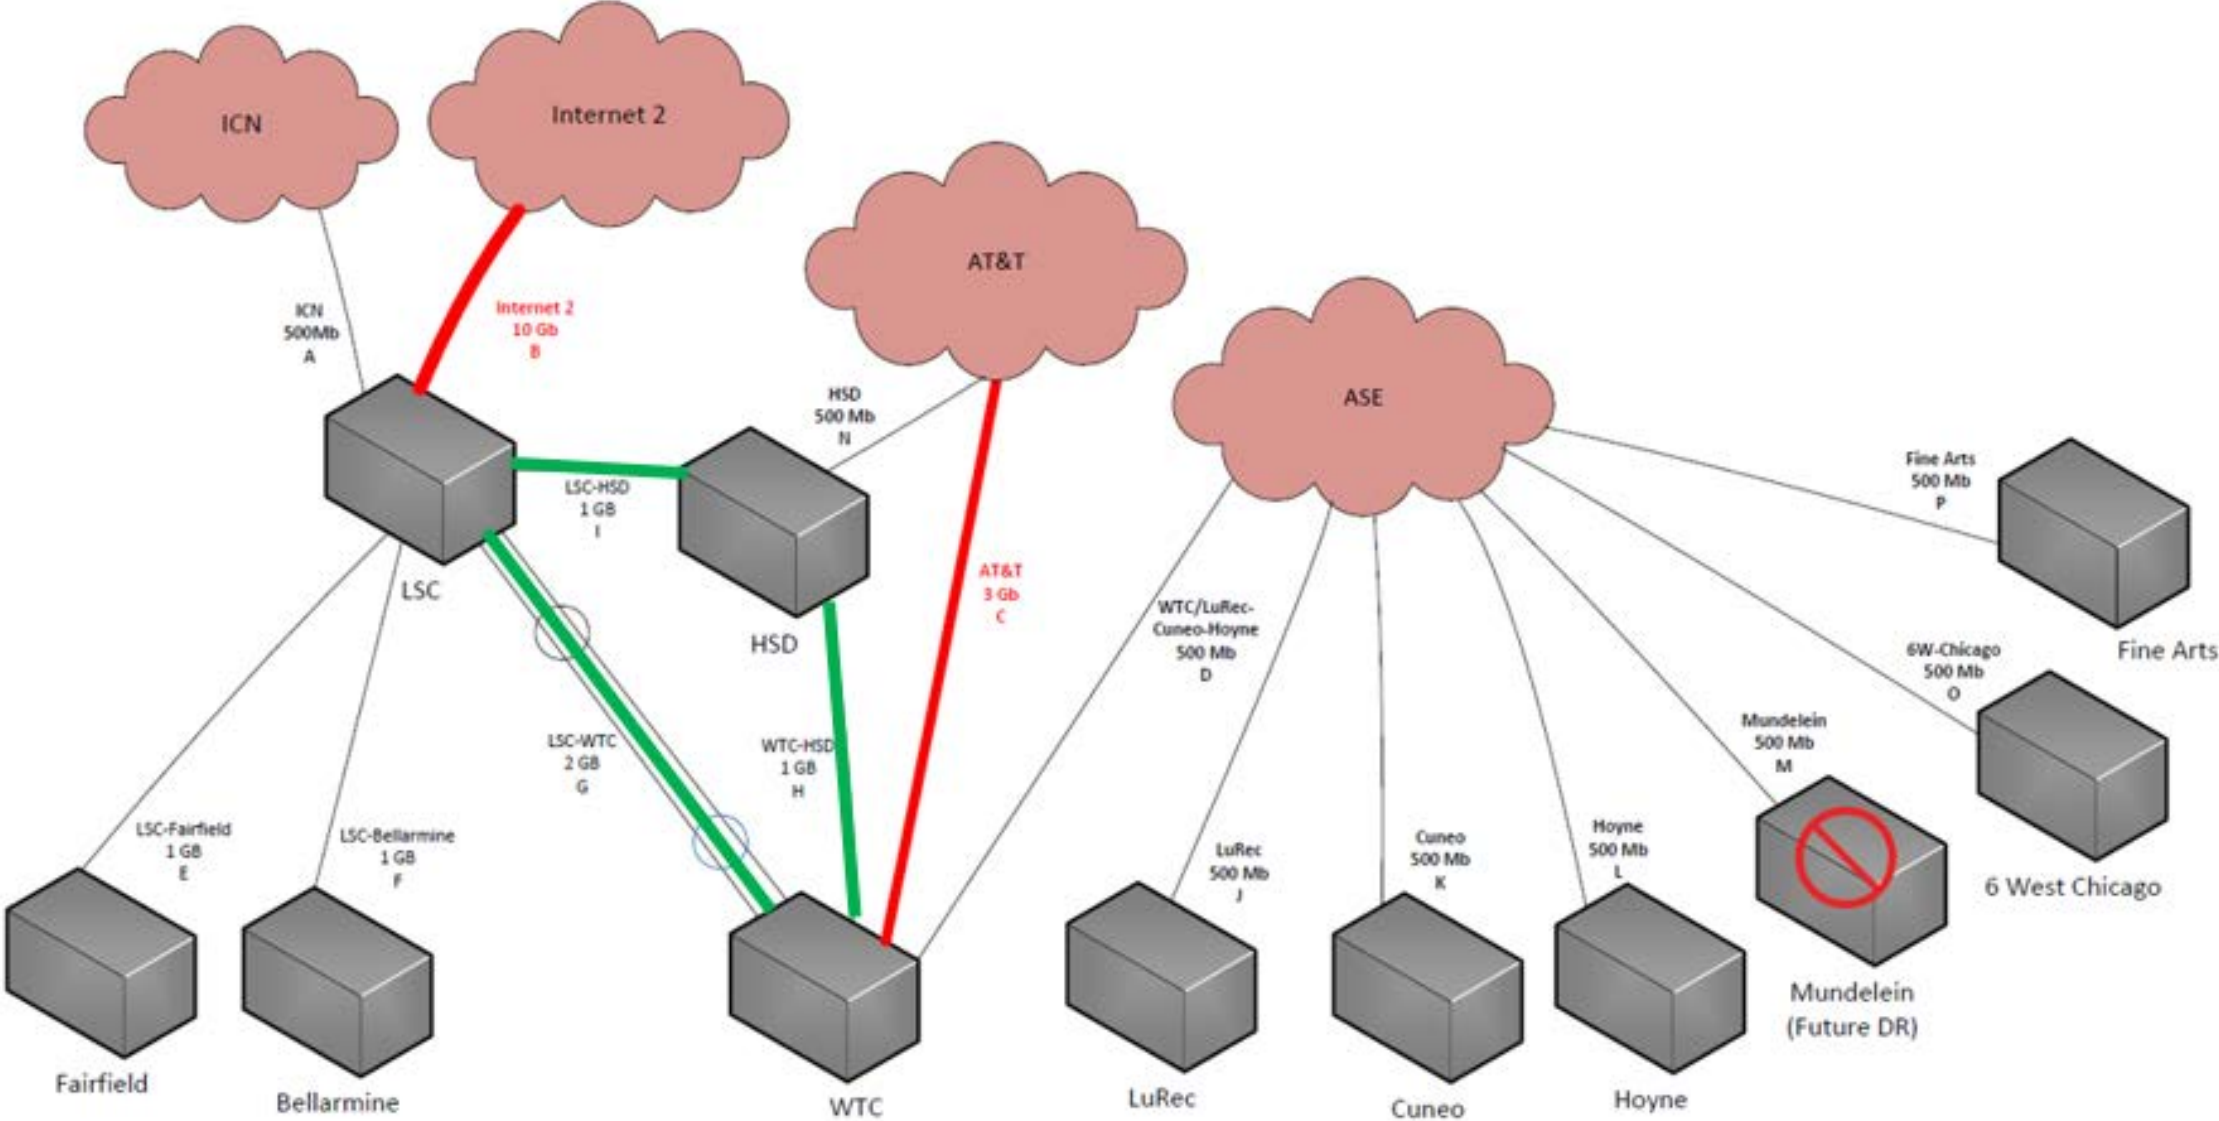 ICN
Internet 2
AT&T
ASE
ICN
500Mb
A
Internet 2
10 Gb
B
HSD
500 Mb
N
LSC-HSD
1 GB
I
LSC
HSD
AT&T
3 Gb
C
WTC/LuRec-
Cuneo-Hoyne
500 Mb
D
Fine Arts
500 Mb
P
Fine Arts
6W-Chicago
500 Mb
O
6 West Chicago
Mundelein
500 Mb
M
Mundelein
(Future DR)
LSC-WTC
2 GB
G
WTC-HSD
1 GB
H
LSC-Fairfield
1 GB
E
LSC-Bellarmine
1 GB
F
LuRec
500 Mb
J
Cuneo
500 Mb
K
Hoyne
500 Mb
L
Fairfield
Bellarmine
WTC
LuRec
Cuneo
Hoyne